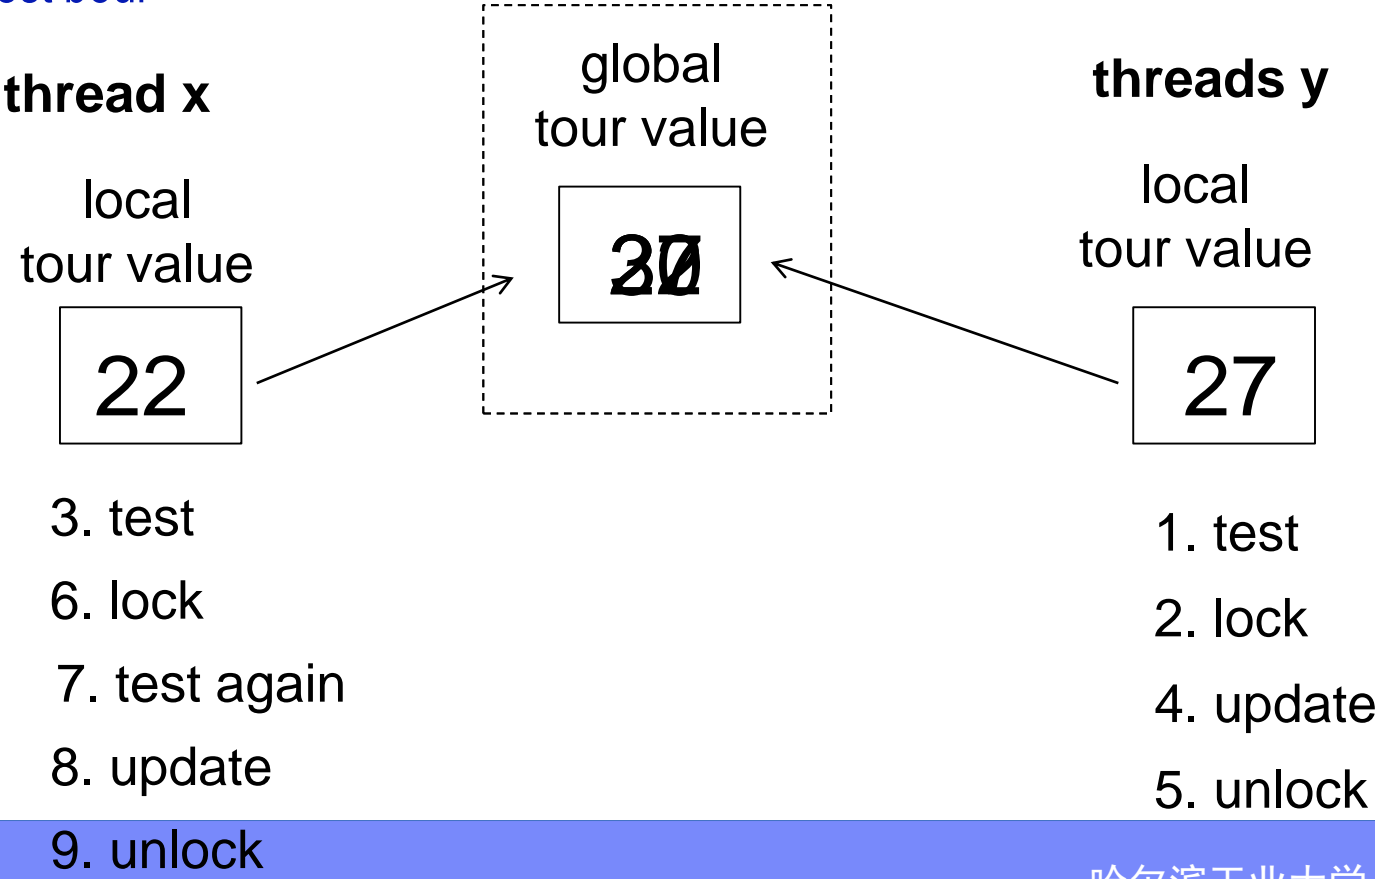 thread x
local
tour value
22
3. test
6. lock
7. test again
8. update
9. unlock
global
tour value
threads y
local
tour value
27
1. test
2. lock
4. update
5. unlock